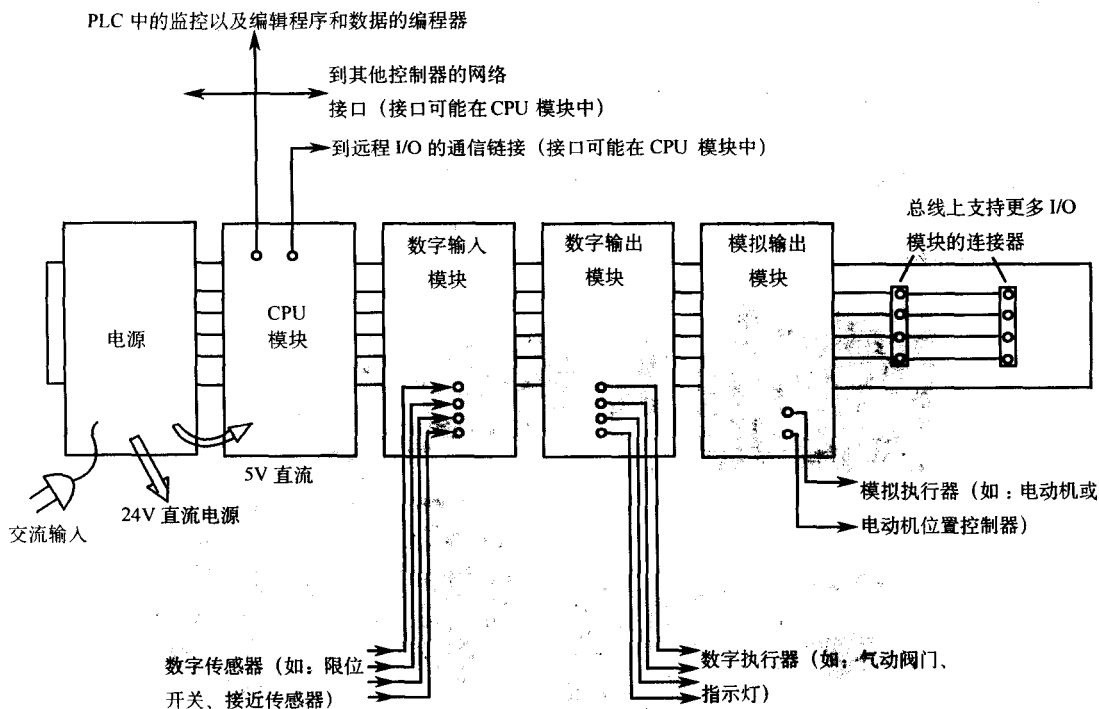 PLC 中的监控以及编辑程序和数据的编程器
到其他控制器的网络
接口（接口可能在 CPU 模块中）
到远程 I/O 的通信链接（接口可能在 CPU 模块中）
总线上支持更多 I/O
模块的连接器
电源
CPU
模块
数字输入
模块
数字输出
模块
模拟输出
模块
5V 直流
24V 直流电源
交流输入
模拟执行器（如：电动机或
电动机位置控制器）
数字传感器（如：限位
开关、接近传感器）
数字执行器（如：气动阀门、
指示灯）